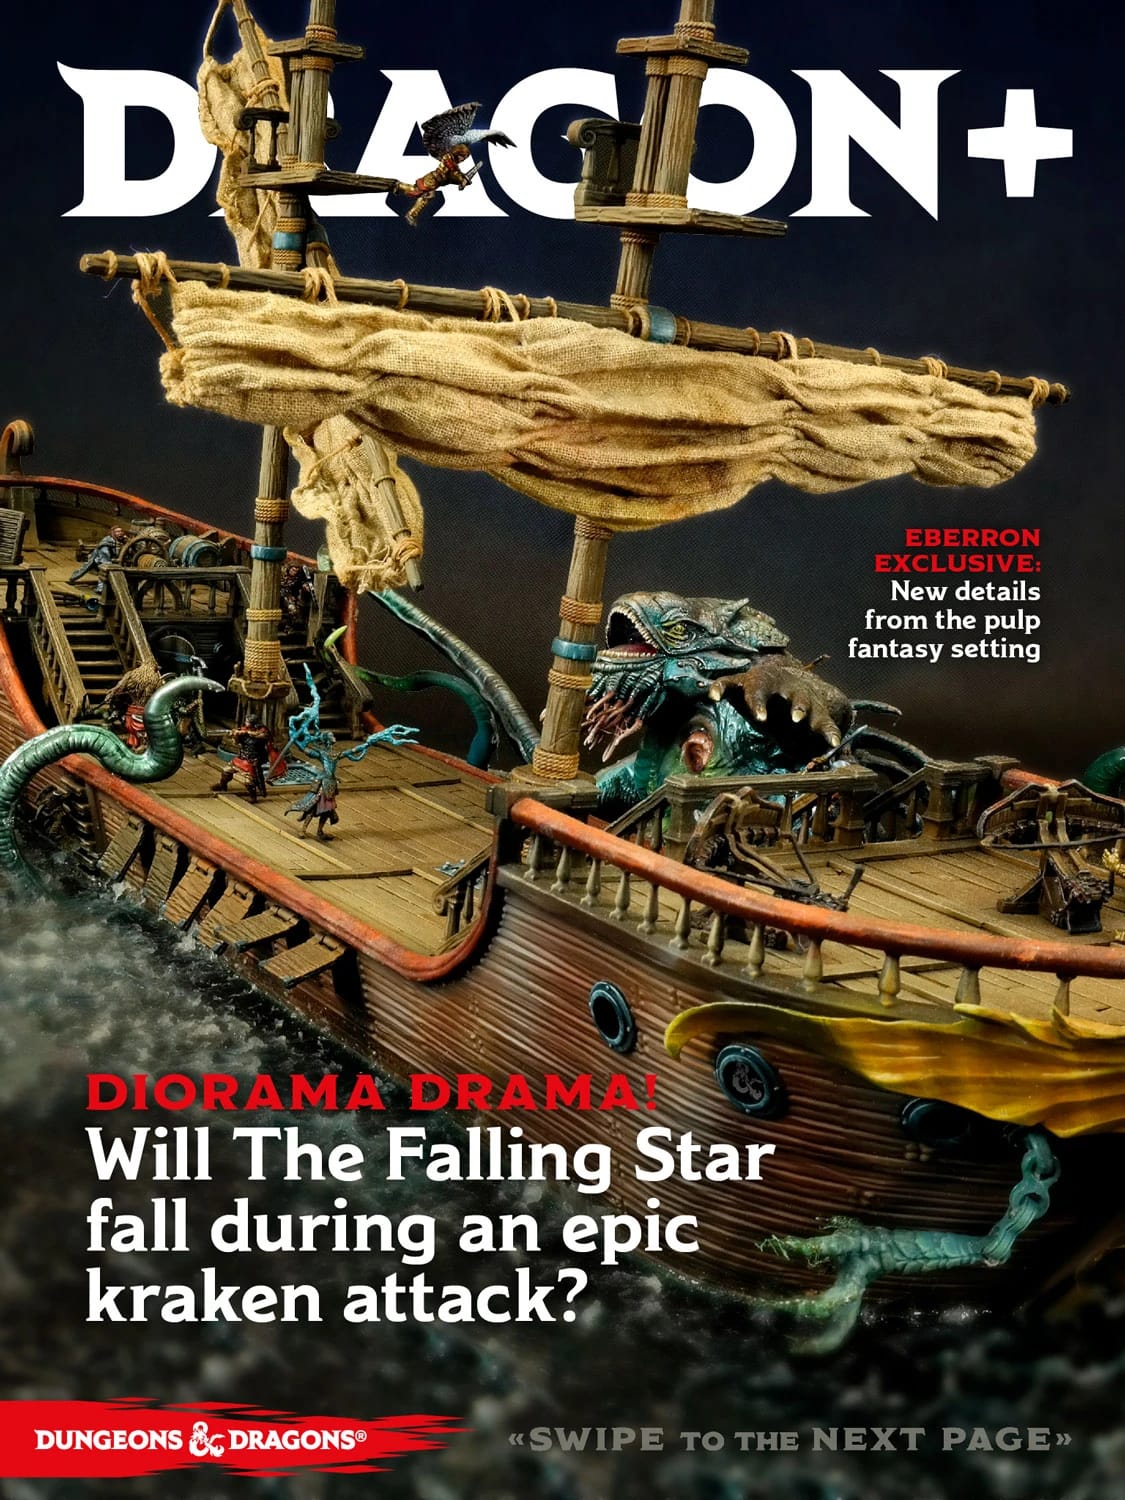 DRAGON+
EBERRON
EXCLUSIVE:
New details
from the pulp
fantasy setting
DIORAMA DRAMA!
Will The Falling Star
fall during an epic
kraken attack?
DUNGEONS & DRAGONS®
«SWIPE TO THE NEXT PAGE»